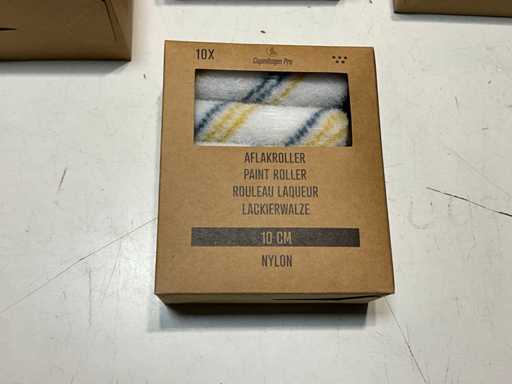 10X
Copenhagen Pro
AFLAKROLLER
PAINT ROLLER
ROULEAU LAQUEUR
LACKIERWALZE
10 CM
NYLON